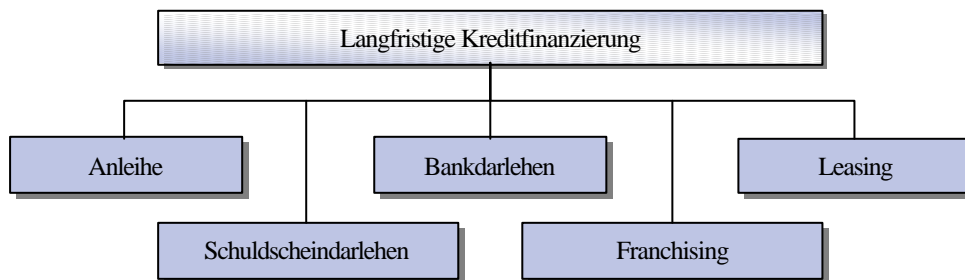 Langfristige Kreditfinanzierung
Anleihe
Bankdarlehen
Leasing
Schuldscheindarlehen
Franchising